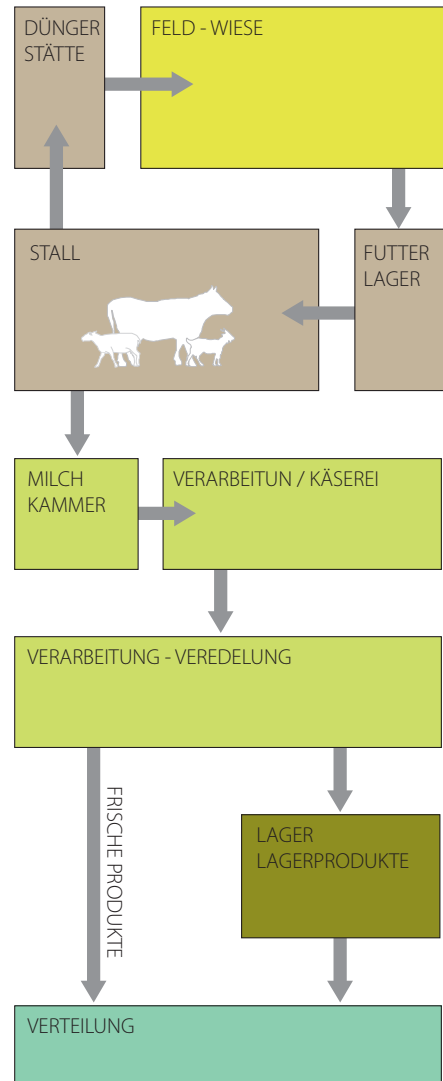 DÜNGER
STÄTTE
FELD - WIESE
STALL
FUTTER
LAGER
MILCH
KAMMER
VERARBEITUN / KÄSEREI
VERARBEITUNG - VEREDELUNG
FRISCHE PRODUKTE
LAGER
LAGERPRODUKTE
VERTEILUNG